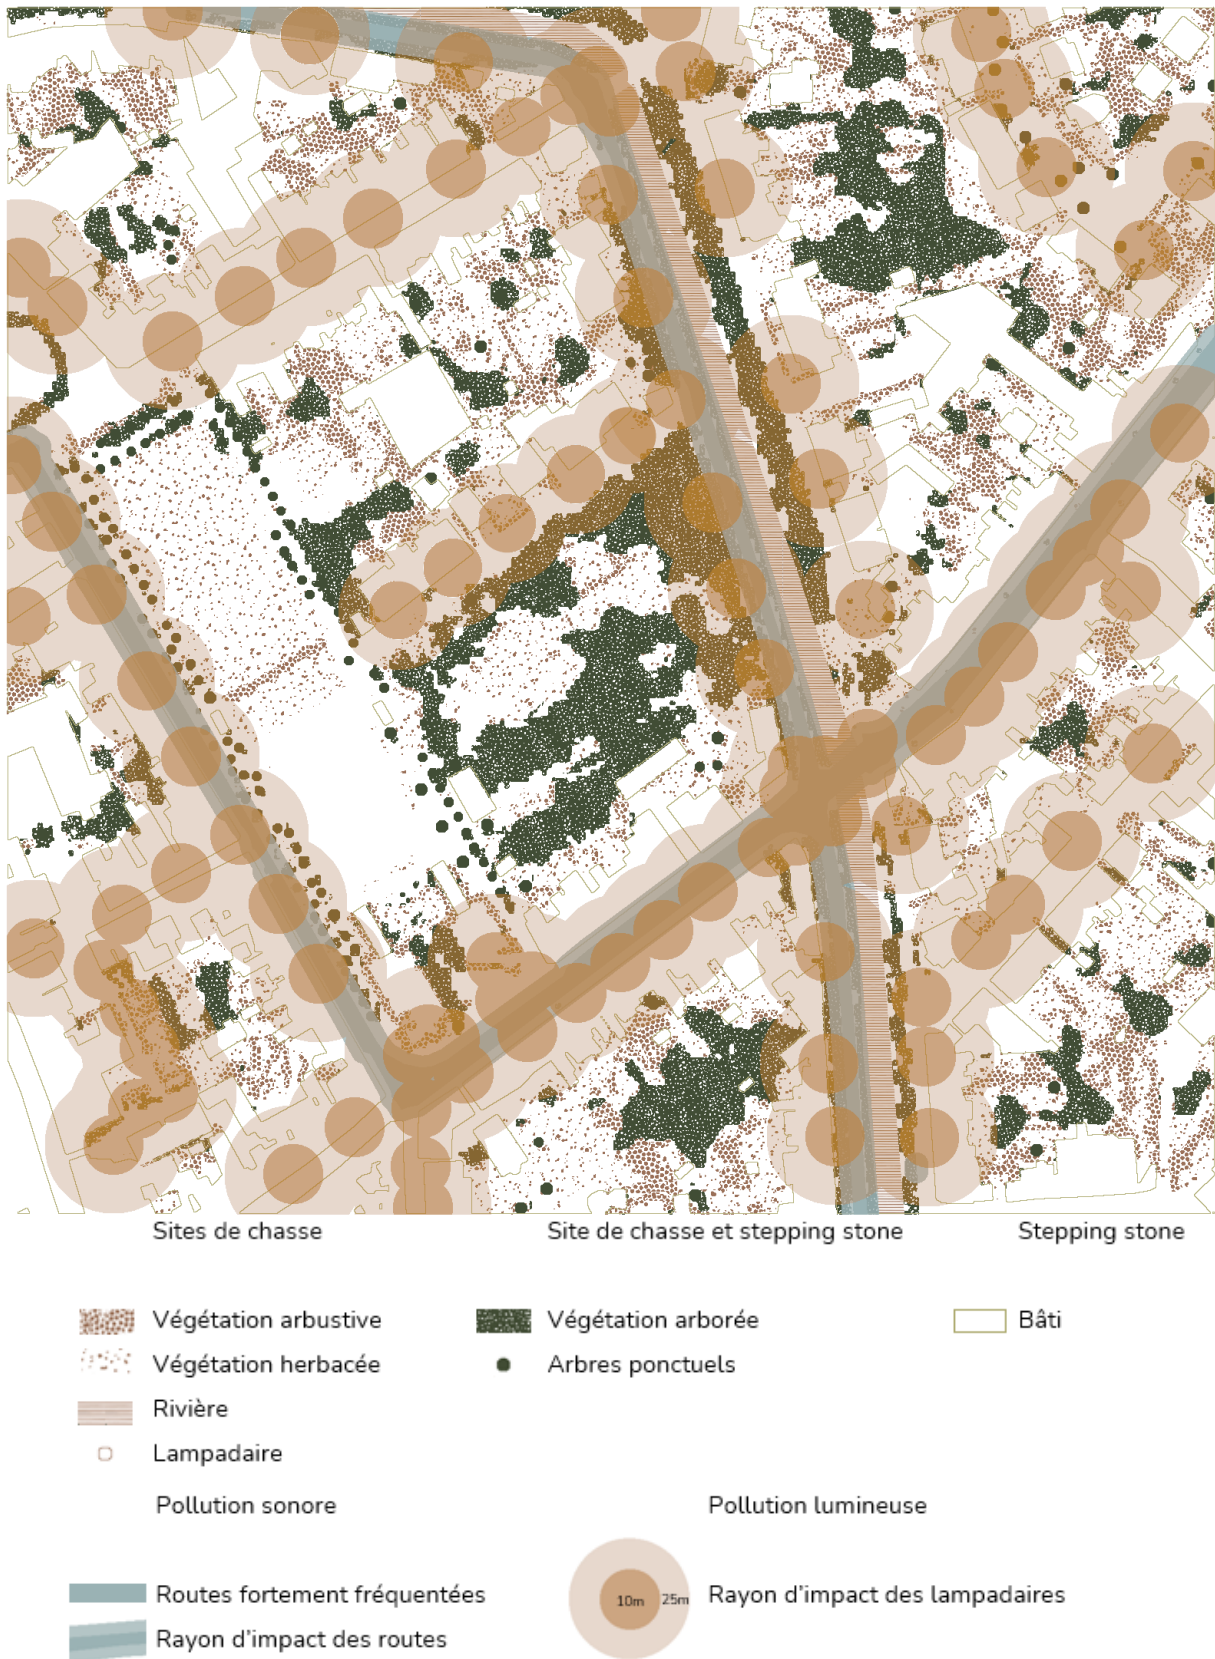 Sites de chasse
Site de chasse et stepping stone
Stepping stone
Végétation arbustive
Végétation arborée
Bâti
Végétation herbacée
Arbres ponctuels
Rivière
Lampadaire
Pollution sonore
Pollution lumineuse
Routes fortement fréquentées
10m
25m
Rayon d'impact des lampadaires
Rayon d'impact des routes